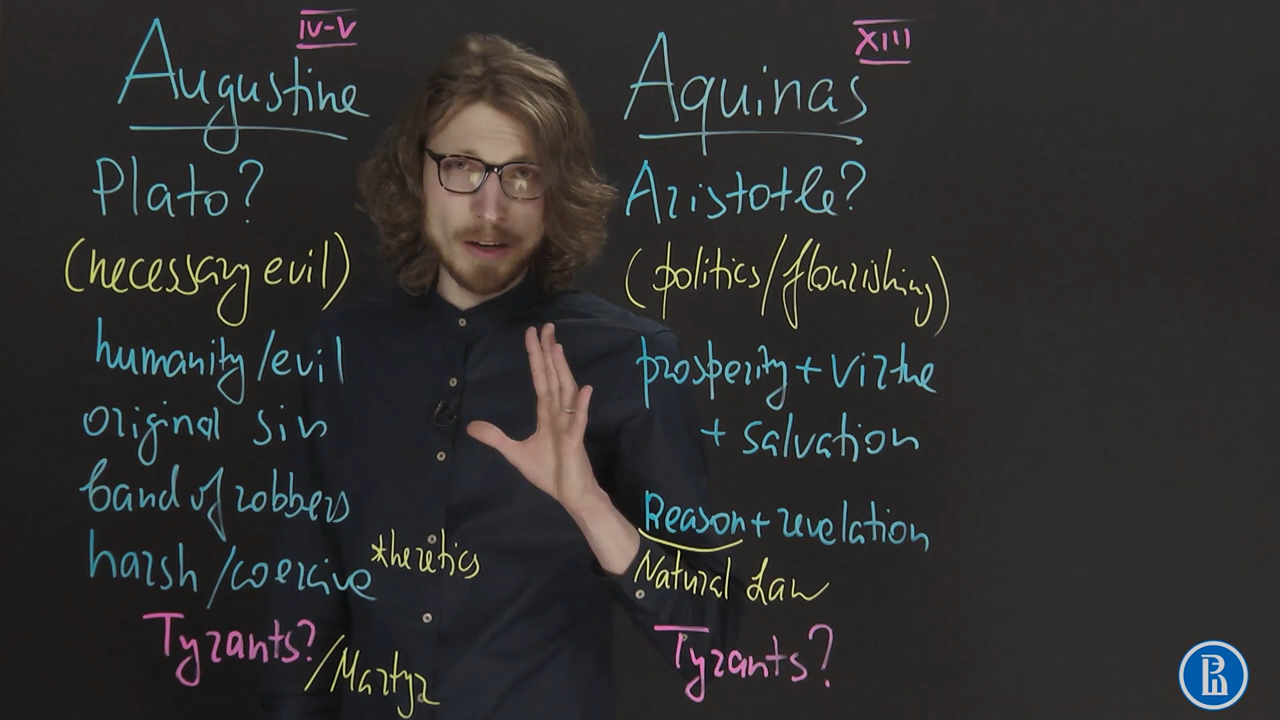 IV-V
Augustine
Plato?
(necessary evil)
humanity/evil
original sin
band of robbers
harsh/coercive *heretics
Tyrants? /Martyr
XIII
Aquinas
Aristotle?
(politics/flourishing)
prosperity + virtue
+ salvation
Reason + revelation
Natural Law
Tyrants?